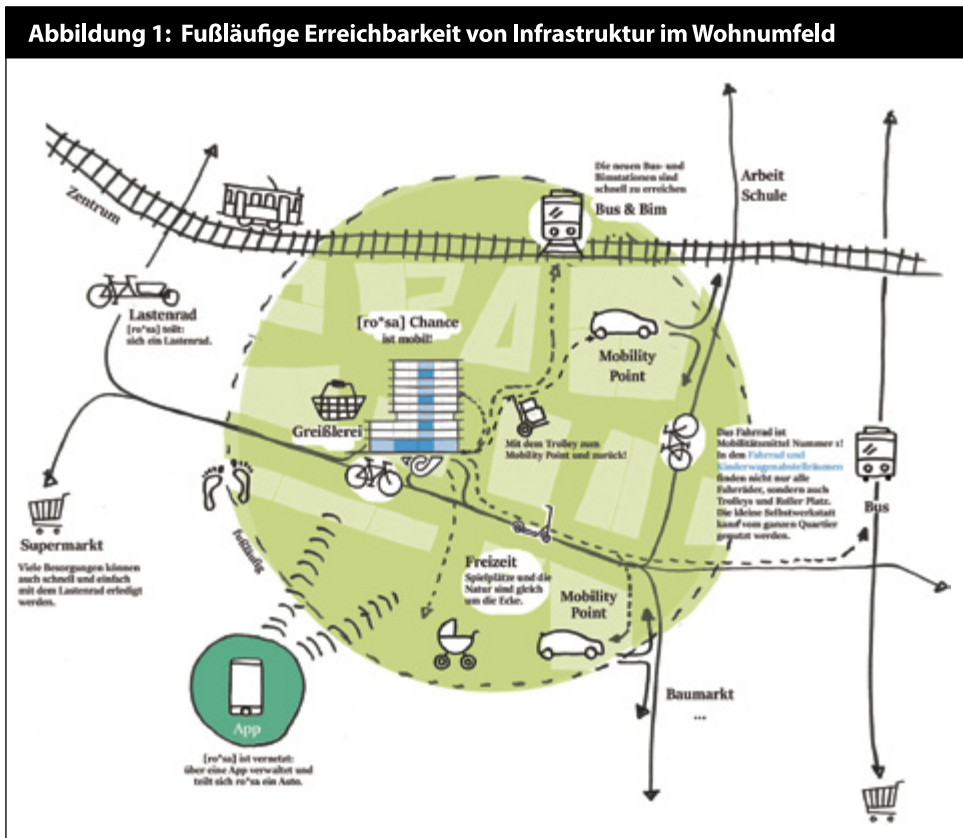 Abbildung 1: Fußläufige Erreichbarkeit von Infrastruktur im Wohnumfeld
Zentrum
Die neuen Bus- und
Bimstationen sind
schnell zu erreichen
Bus & Bim
Arbeit
Schule
Lastenrad
[ro*sa] teilt:
sich ein Lastenrad.
[ro*sa] Chance
ist mobil!
Mobility
Point
Greißlerei
Mit dem Trolley zum
Mobility Point und zurück!
Das Fahrrad ist
Mobilitätsmittel Nummer 1!
In den Fahrrad und
Kinderwagenabstellräumen
finden nicht nur alle
Fahrräder, sondern auch
Trolleys und Roller Platz.
Die kleine Selbstwerkstatt
kann vom ganzen Quartier
genutzt werden.
Bus
Supermarkt
Viele Besorgungen können
auch schnell und einfach
mit dem Lastenrad erledigt
werden.
fußläufig
Freizeit
Spielplätze und die
Natur sind gleich
um die Ecke.
Mobility
Point
Baumarkt
...
App
[ro*sa] ist vernetzt:
über eine App verwaltet und
teilt sich ro*sa ein Auto.